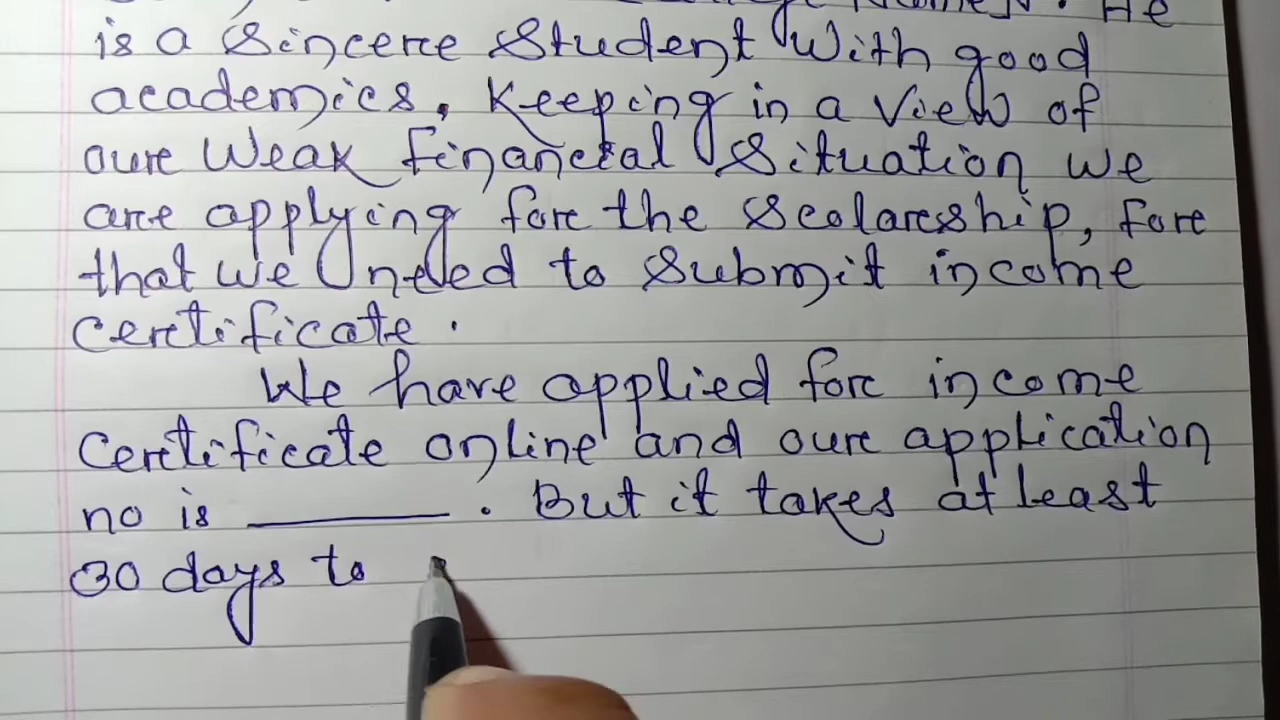 He
is a Sincere Student with good
academics. Keeping in a View of
our Weak financial Situation we
are applying for the Scolarship, for
that we need to Submit income
certificate.
We have applied for income
Certificate online and our application
no is ________. But it takes at least
30 days to